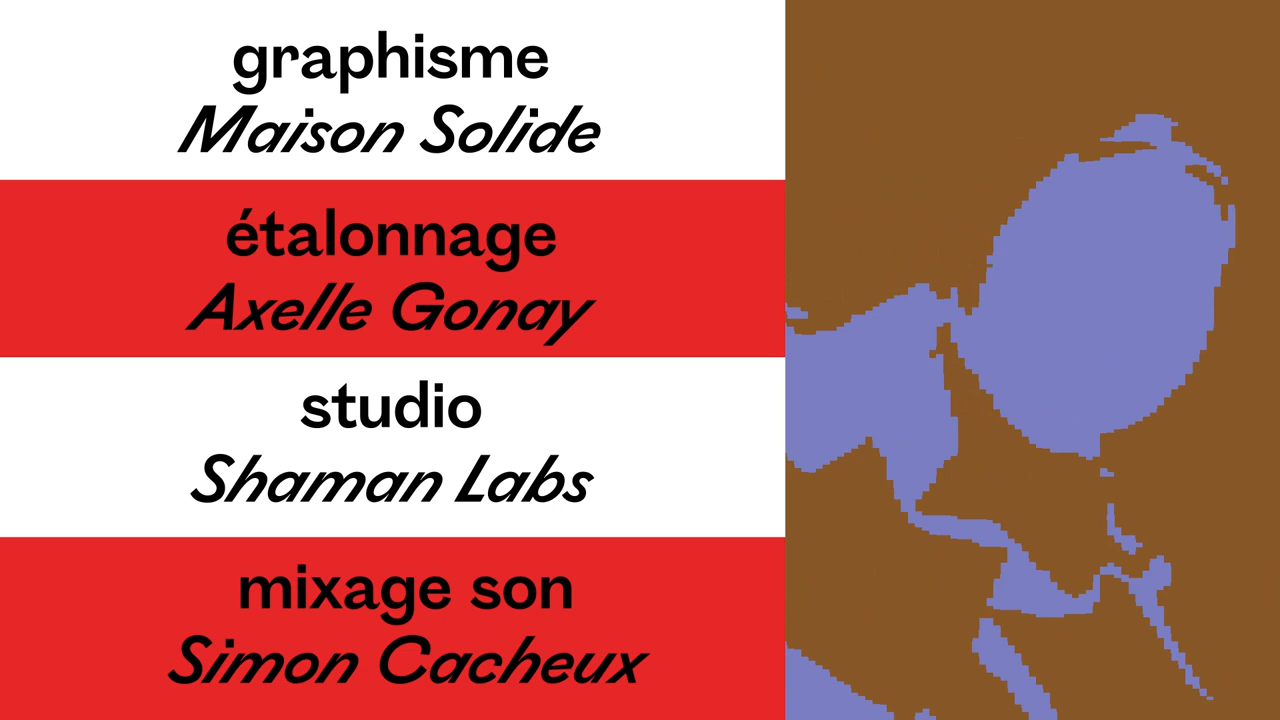 graphisme
Maison Solide
étalonnage
Axelle Gonay
studio
Shaman Labs
mixage son
Simon Cacheux